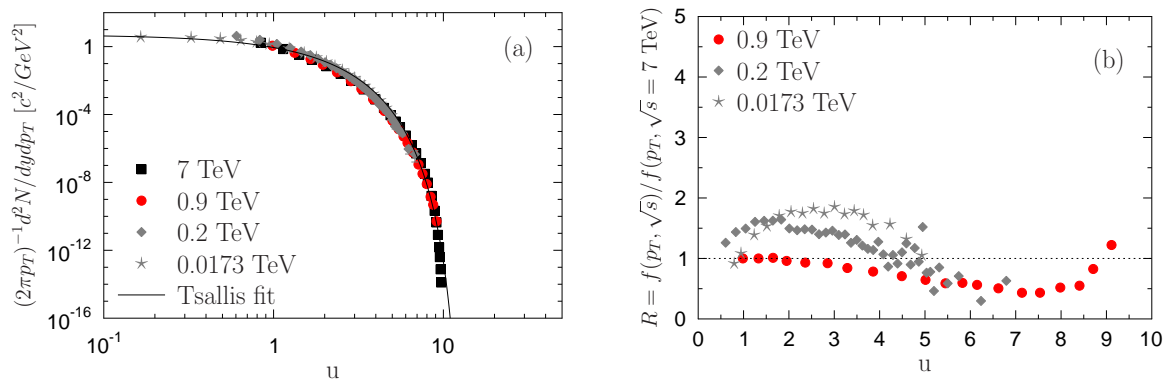 (2πp_T)^{-1}d^2N/dydp_T [c^2/GeV^2]
1
10^{-4}
10^{-8}
10^{-12}
10^{-16}
(a)
7 TeV
0.9 TeV
0.2 TeV
0.0173 TeV
Tsallis fit
10^{-1}
1
10
u
R = f(p_T, √s)/f(p_T, √s = 7 TeV)
5
4
3
2
1
0
0.9 TeV
0.2 TeV
0.0173 TeV
(b)
0 1 2 3 4 5 6 7 8 9 10
u